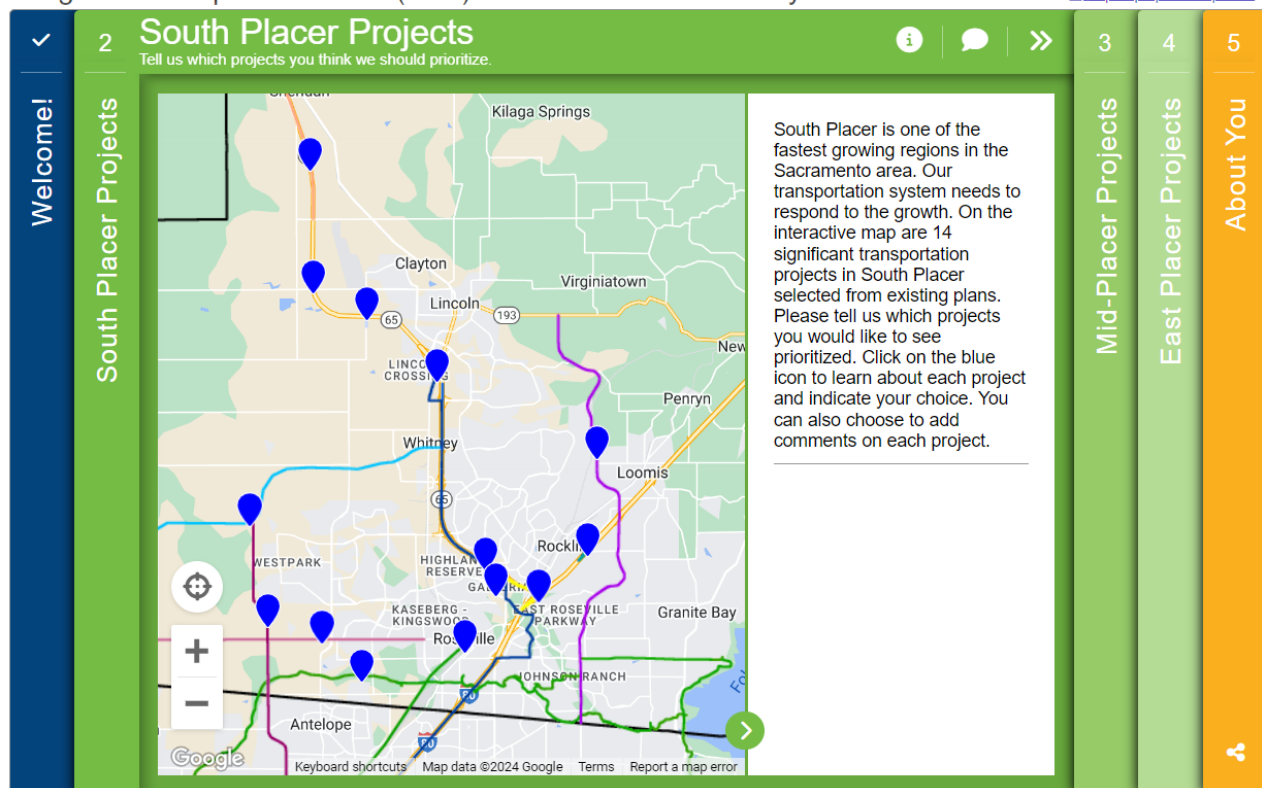 Welcome!
2
South Placer Projects
South Placer Projects
Tell us which projects you think we should prioritize.
3
Mid-Placer Projects
4
East Placer Projects
5
About You
Kilaga Springs
Clayton
Virginiatown
Lincoln
193
65
New
Penryn
Whitney
Loomis
65
WESTPARK
HIGHLAN
RESERVE
Rockli
KASEBERG -
KINGSWOOD
EAST ROSEVILLE
PARKWAY
Granite Bay
JOHNSON RANCH
80
Antelope
80
Google
Keyboard shortcuts
Map data ©2024 Google
Terms
Report a map error
South Placer is one of the
fastest growing regions in the
Sacramento area. Our
transportation system needs to
respond to the growth. On the
interactive map are 14
significant transportation
projects in South Placer
selected from existing plans.
Please tell us which projects
you would like to see
prioritized. Click on the blue
icon to learn about each project
and indicate your choice. You
can also choose to add
comments on each project.